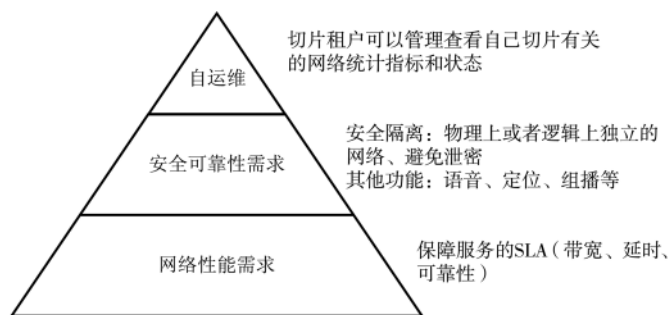 切片租户可以管理查看自己切片有关
的网络统计指标和状态
自运维
安全隔离：物理上或者逻辑上独立的
网络、避免泄密
其他功能：语音、定位、组播等
安全可靠性需求
保障服务的SLA（带宽、延时、
可靠性）
网络性能需求